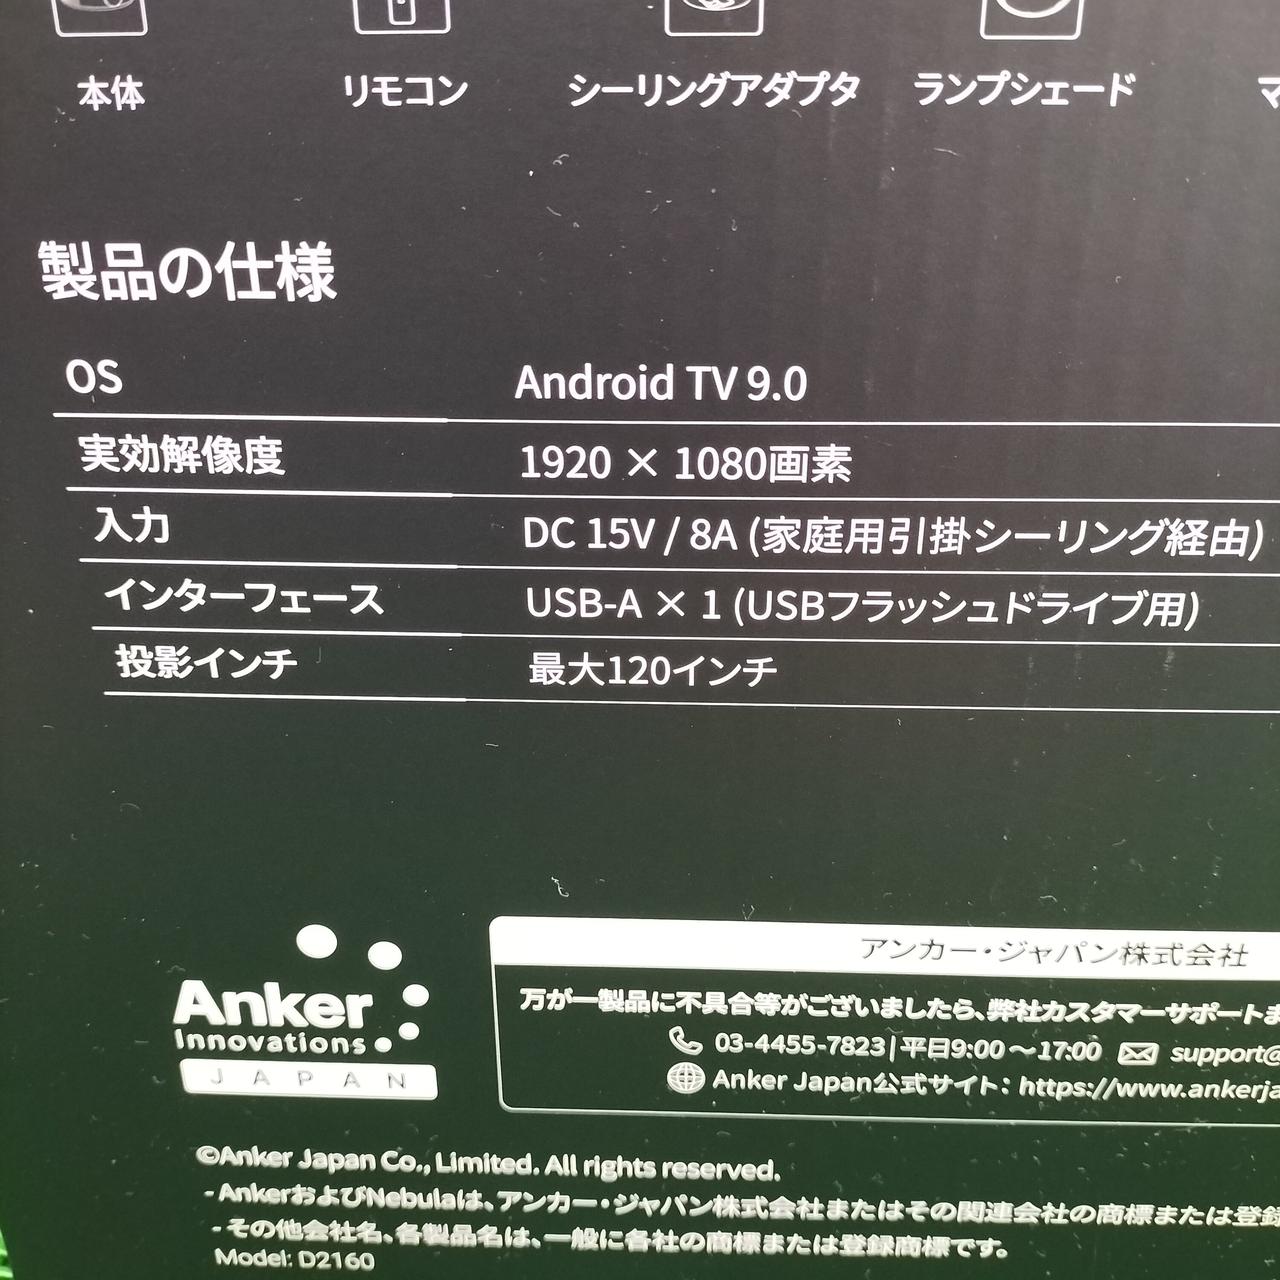 本体 リモコン シーリングアダプタ ランプシェード
製品の仕様
OS Android TV 9.0
実効解像度 1920 × 1080画素
入力 DC 15V / 8A (家庭用引掛シーリング経由)
インターフェース USB-A × 1 (USBフラッシュドライブ用)
投影インチ 最大120インチ
Anker
Innovations
JAPAN
アンカー・ジャパン株式会社
万が一製品に不具合等がございましたら、弊社カスタマーサポートま
03-4455-7823 | 平日9:00～17:00 support@
Anker Japan公式サイト： https://www.ankerja
©Anker Japan Co., Limited. All rights reserved.
- AnkerおよびNebulaは、アンカー・ジャパン株式会社またはその関連会社の商標または登録
- その他会社名、各製品名は、一般に各社の商標または登録商標です。
Model: D2160